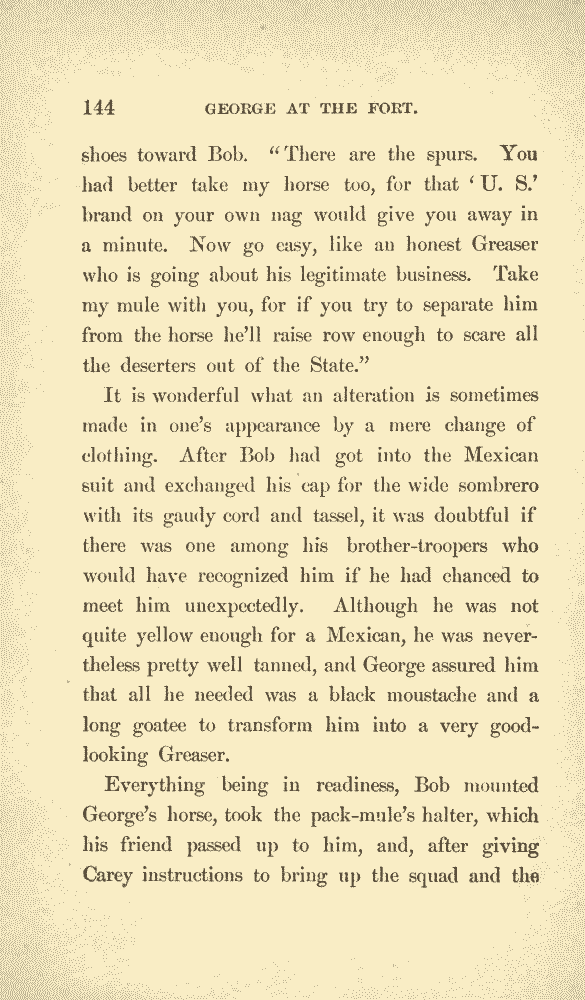 144 GEORGE AT THE FORT.
shoes toward Bob. “There are the spurs. You
had better take my horse too, for that ‘U. S.’
brand on your own nag would give you away in
a minute. Now go easy, like an honest Greaser
who is going about his legitimate business. Take
my mule with you, for if you try to separate him
from the horse he’ll raise row enough to scare all
the deserters out of the State.”
It is wonderful what an alteration is sometimes
made in one’s appearance by a mere change of
clothing. After Bob had got into the Mexican
suit and exchanged his cap for the wide sombrero
with its gaudy cord and tassel, it was doubtful if
there was one among his brother-troopers who
would have recognized him if he had chanced to
meet him unexpectedly. Although he was not
quite yellow enough for a Mexican, he was never-
theless pretty well tanned, and George assured him
that all he needed was a black moustache and a
long goatee to transform him into a very good-
looking Greaser.
Everything being in readiness, Bob mounted
George’s horse, took the pack-mule’s halter, which
his friend passed up to him, and, after giving
Carey instructions to bring up the squad and the